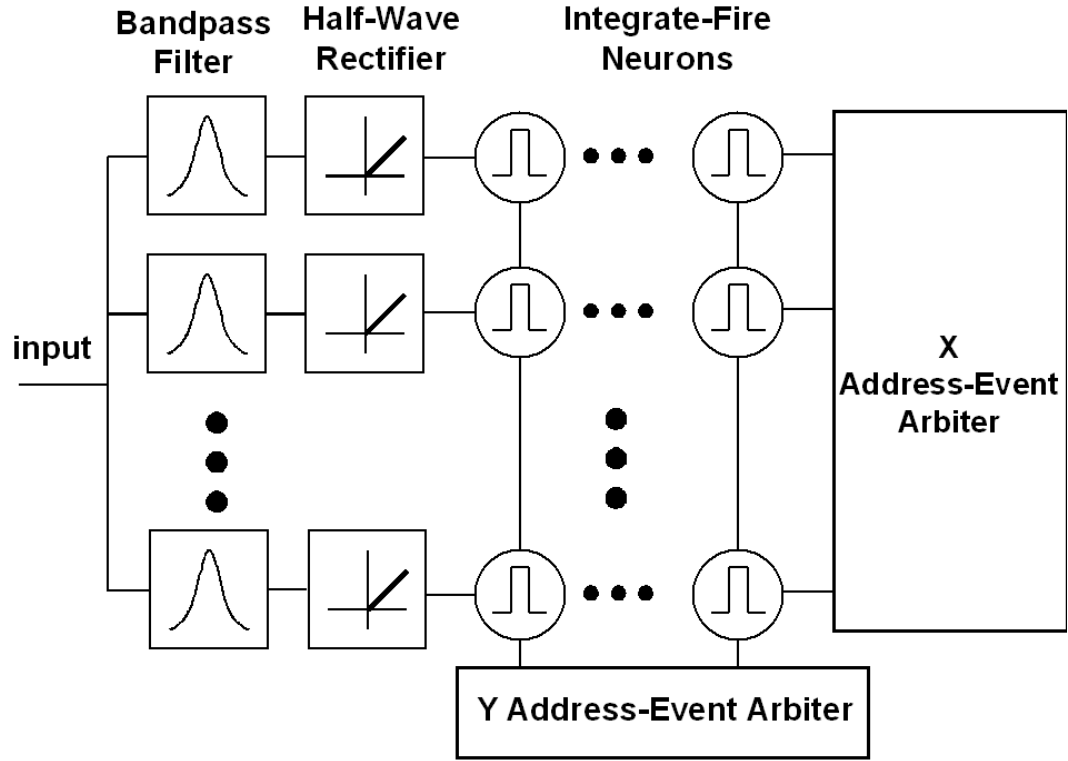 Bandpass
Filter
Half-Wave
Rectifier
Integrate-Fire
Neurons
input
X
Address-Event
Arbiter
Y Address-Event Arbiter